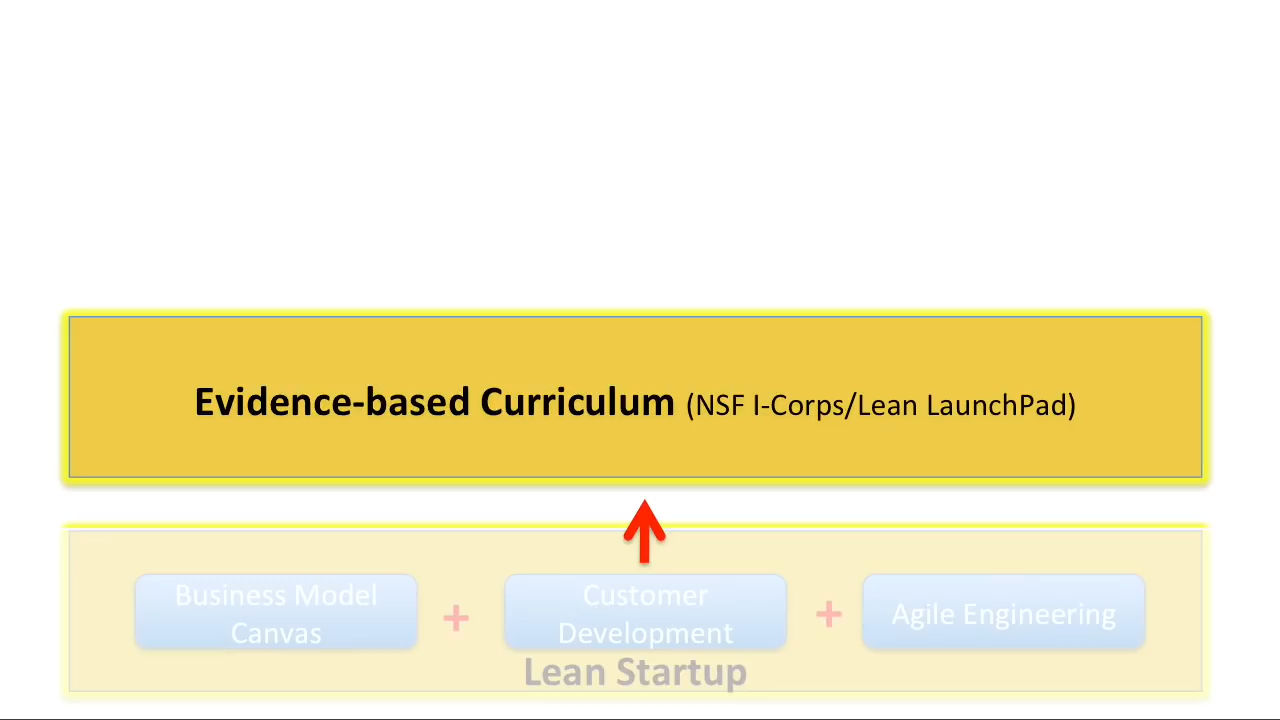 Evidence-based Curriculum (NSF I-Corps/Lean LaunchPad)
Business Model
Canvas
+
Customer
Development
+
Agile Engineering
Lean Startup